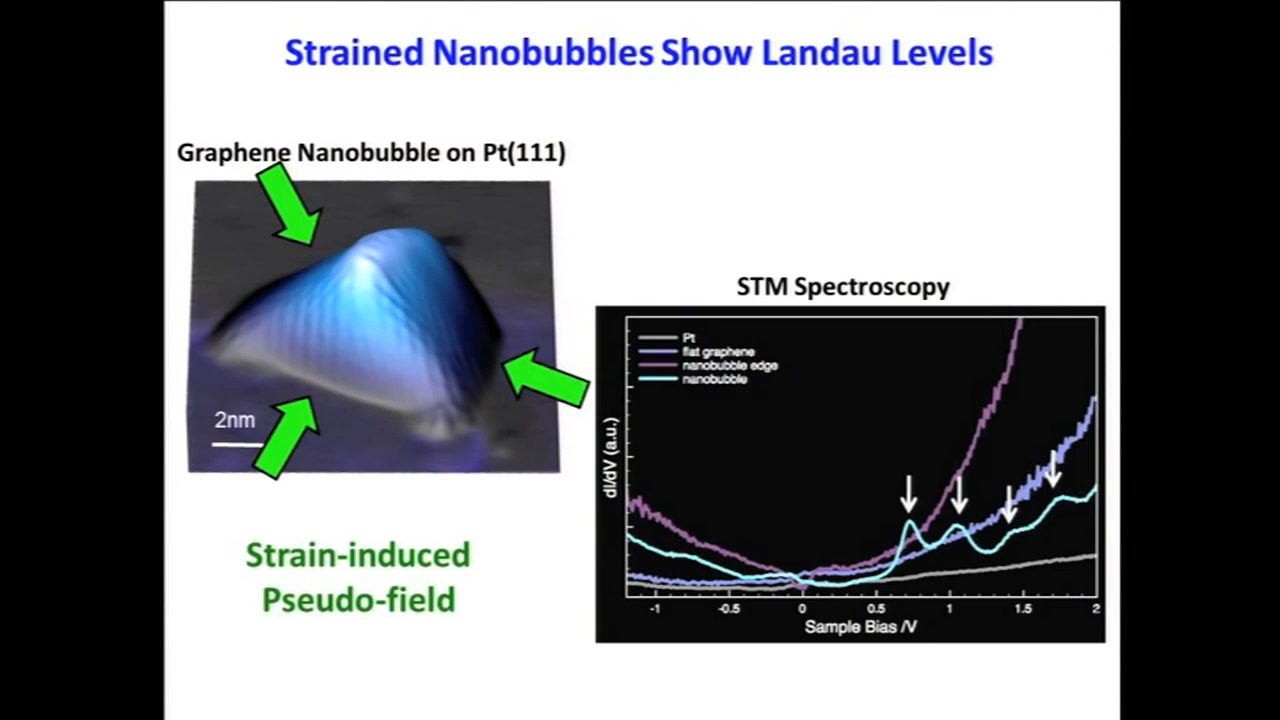 Strained Nanobubbles Show Landau Levels
Graphene Nanobubble on Pt(111)
2nm
Strain-induced
Pseudo-field
STM Spectroscopy
Pt
flat graphene
nanobubble edge
nanobubble
dI/dV (a.u.)
-1 -0.5 0 0.5 1 1.5 2
Sample Bias /V